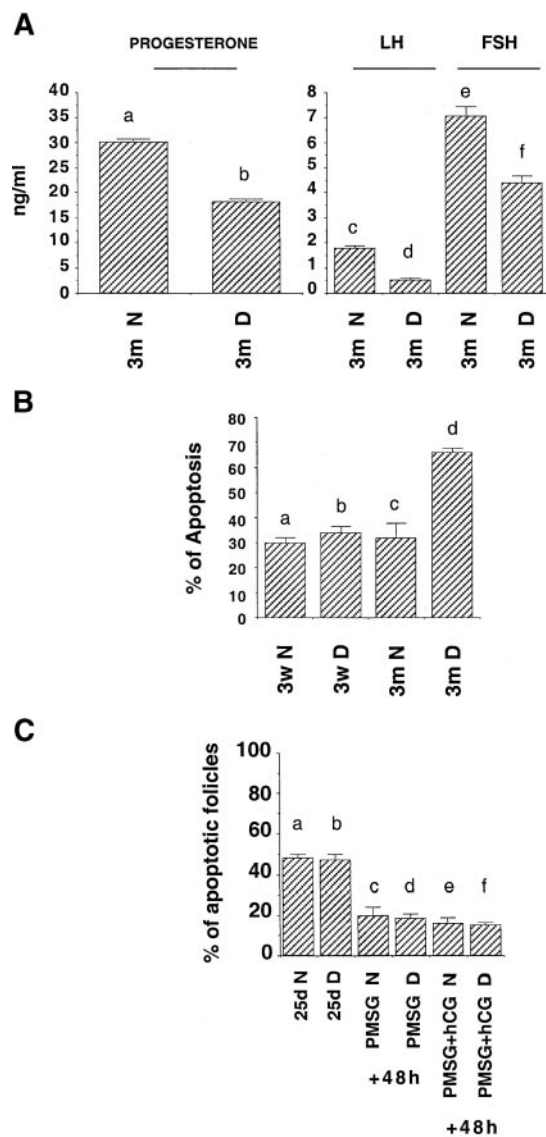 A
PROGESTERONE
LH
FSH
ng/ml
40
35
30
25
20
15
10
5
0
a
b
3m N
3m D
8
7
6
5
4
3
2
1
0
c
d
e
f
3m N
3m D
3m N
3m D
B
% of Apoptosis
80
70
60
50
40
30
20
10
0
a
b
c
d
3w N
3w D
3m N
3m D
C
% of apoptotic follicles
100
80
60
40
20
0
a
b
c
d
e
f
25d N
25d D
PMSG N
PMSG D
PMSG+hCG N
PMSG+hCG D
+48h
+48h